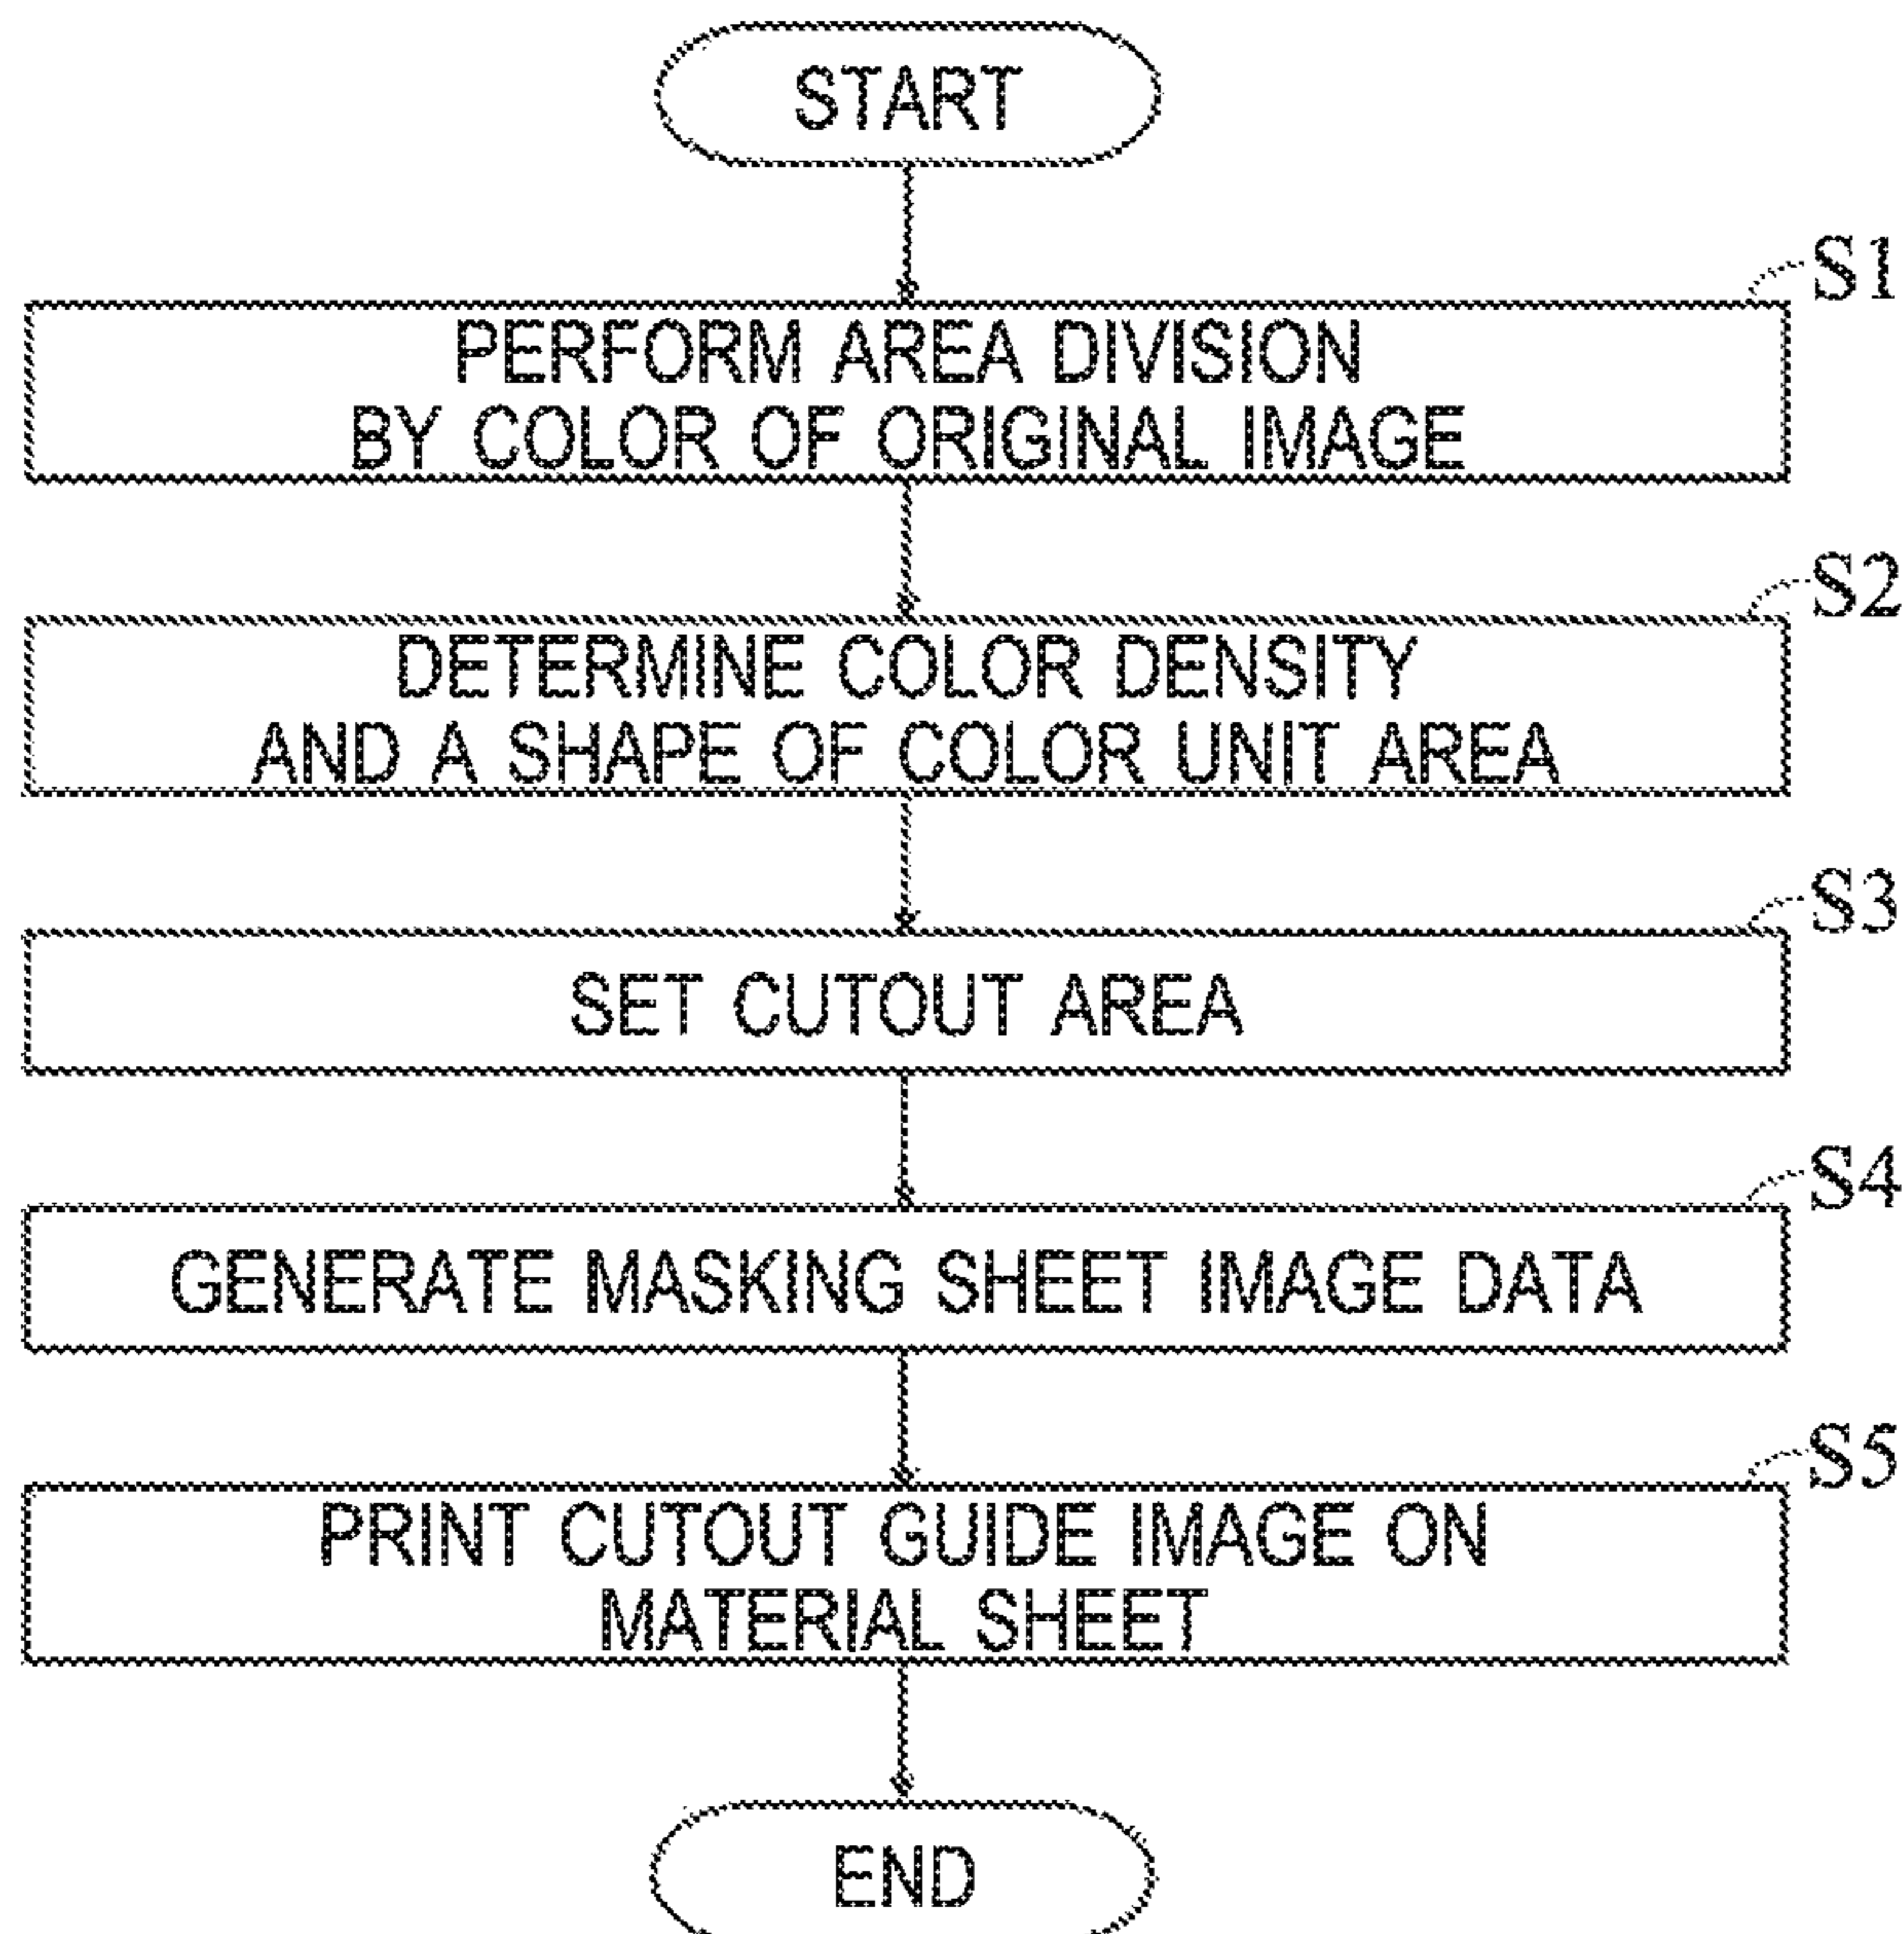 START
S1
PERFORM AREA DIVISION
BY COLOR OF ORIGINAL IMAGE
S2
DETERMINE COLOR DENSITY
AND A SHAPE OF COLOR UNIT AREA
S3
SET CUTOUT AREA
S4
GENERATE MASKING SHEET IMAGE DATA
S5
PRINT CUTOUT GUIDE IMAGE ON
MATERIAL SHEET
END